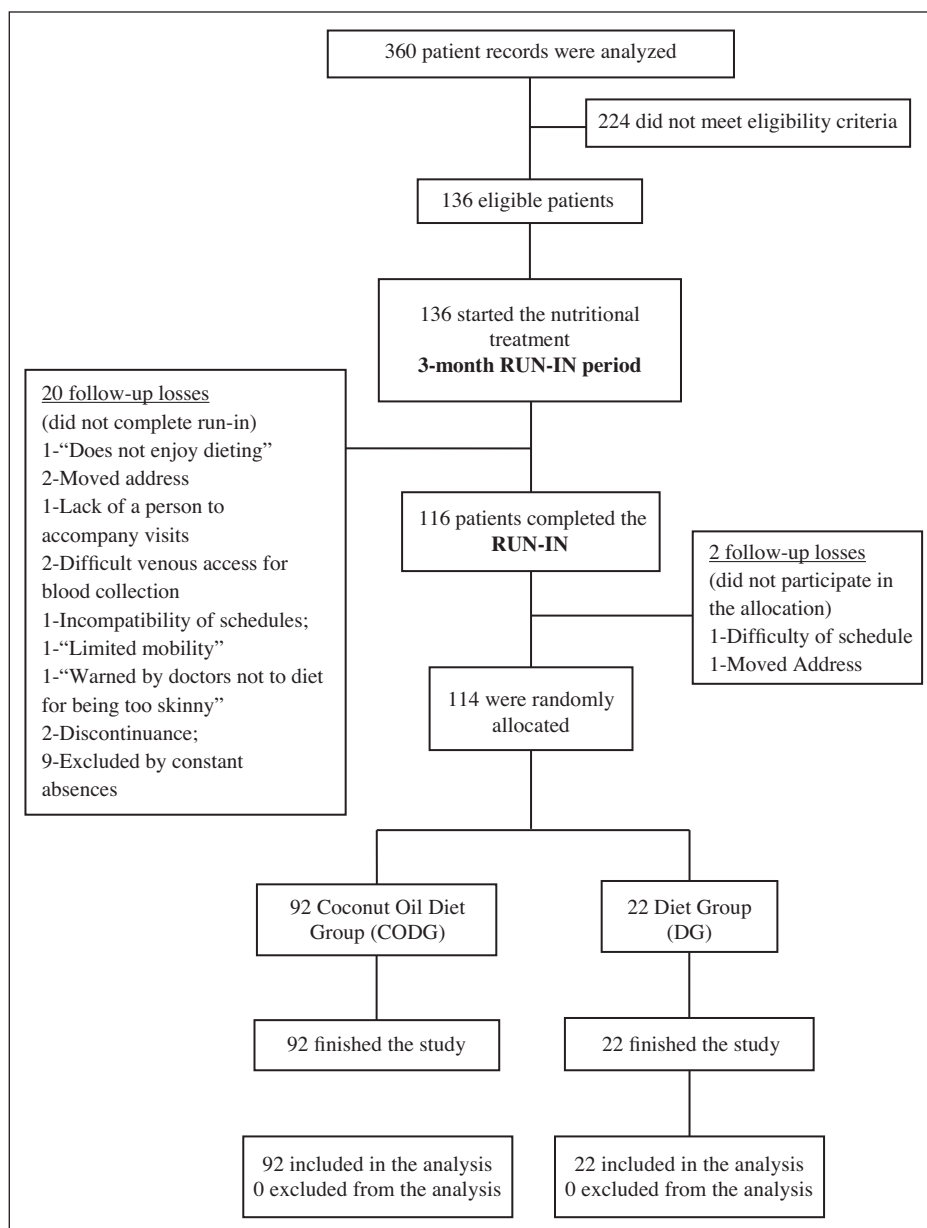 360 patient records were analyzed
224 did not meet eligibility criteria
136 eligible patients
136 started the nutritional
treatment
3-month RUN-IN period
20 follow-up losses
(did not complete run-in)
1-“Does not enjoy dieting”
2-Moved address
1-Lack of a person to
accompany visits
2-Difficult venous access for
blood collection
1-Incompatibility of schedules;
1-“Limited mobility”
1-“Warned by doctors not to diet
for being too skinny”
2-Discontinuance;
9-Excluded by constant
absences
116 patients completed the
RUN-IN
2 follow-up losses
(did not participate in
the allocation)
1-Difficulty of schedule
1-Moved Address
114 were randomly
allocated
92 Coconut Oil Diet
Group (CODG)
22 Diet Group
(DG)
92 finished the study
22 finished the study
92 included in the analysis
0 excluded from the analysis
22 included in the analysis
0 excluded from the analysis